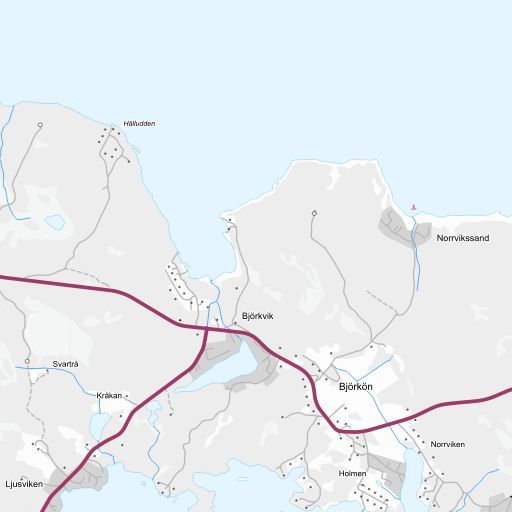 Hälludden
Norrvikssand
Björkvik
Svartrå
Kråkan
Björkön
Norrviken
Holmen
Ljusviken